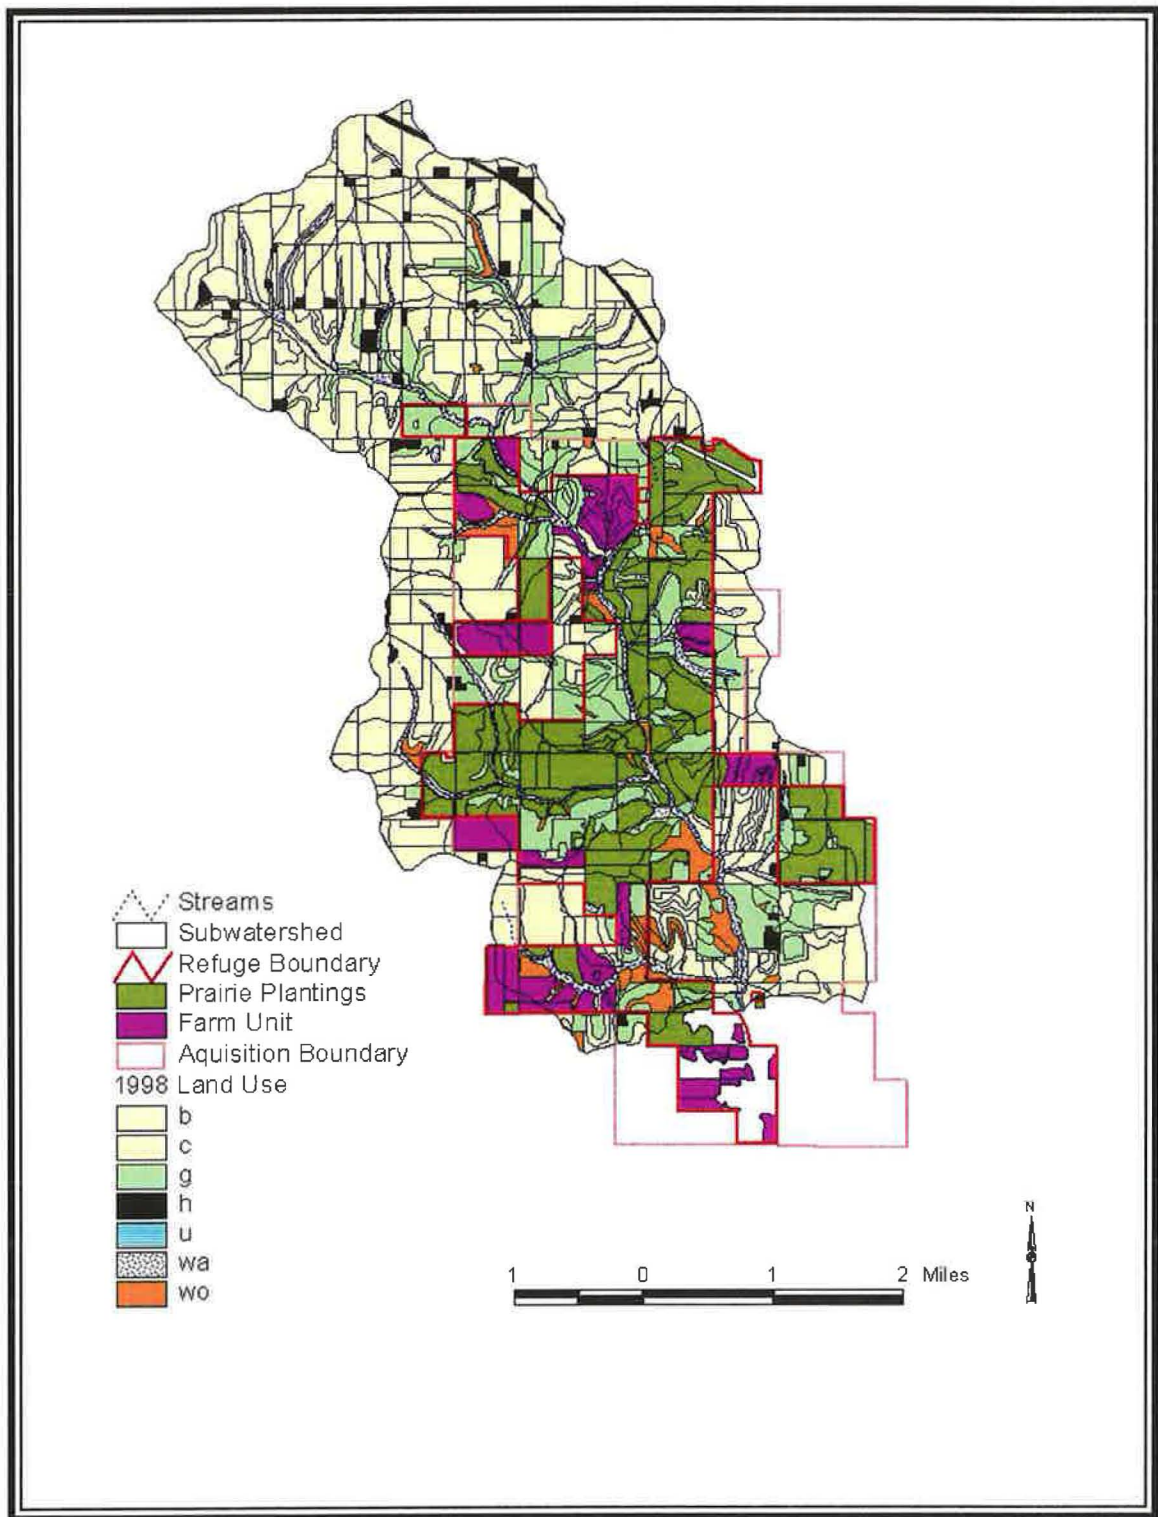 Streams
Subwatershed
Refuge Boundary
Prairie Plantings
Farm Unit
Aquisition Boundary
1998 Land Use
b
c
g
h
u
wa
wo
N
1 0 1 2 Miles